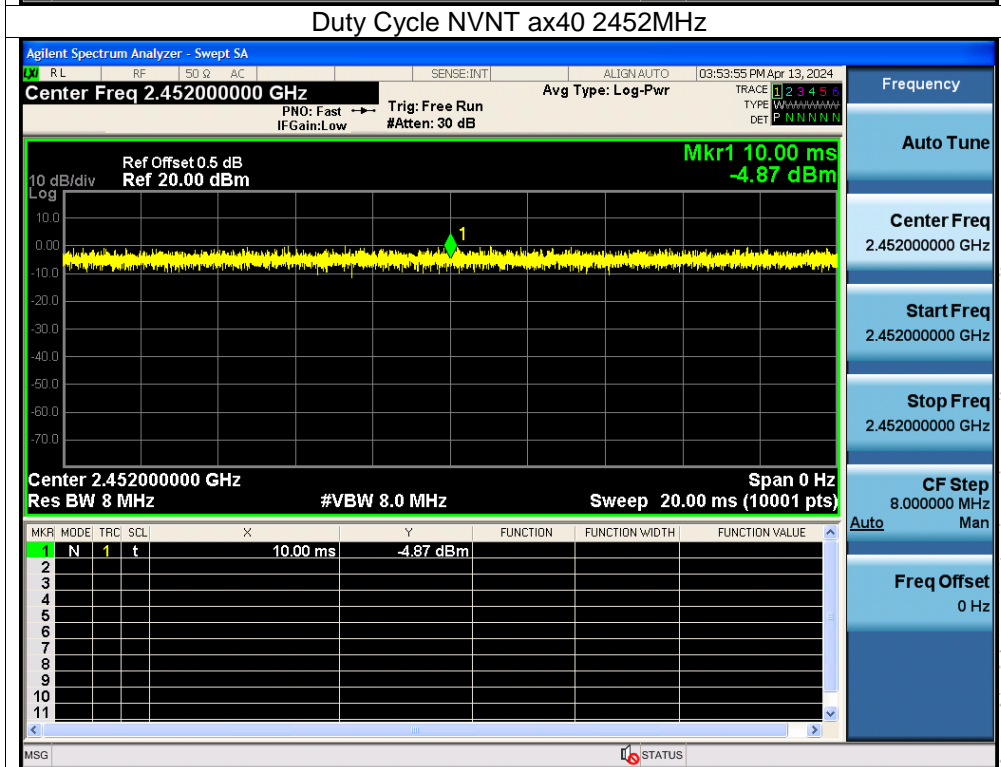 Duty Cycle NVNT ax40 2452MHz
Agilent Spectrum Analyzer - Swept SA
LXI RL RF 50 Ω AC SENSE:INT ALIGN AUTO 03:53:55 PM Apr 13, 2024
Center Freq 2.452000000 GHz Avg Type: Log-Pwr TRACE 1 2 3 4 5 6
PNO: Fast Trig: Free Run TYPE WWWWWW
IFGain:Low #Atten: 30 dB DET P N N N N N
Frequency
Auto Tune
Center Freq
2.452000000 GHz
Start Freq
2.452000000 GHz
Stop Freq
2.452000000 GHz
CF Step
8.000000 MHz
Auto Man
Freq Offset
0 Hz
Mkr1 10.00 ms
-4.87 dBm
Ref Offset 0.5 dB
10 dB/div Ref 20.00 dBm
Log
10.0
0.00
-10.0
-20.0
-30.0
-40.0
-50.0
-60.0
-70.0
1
Center 2.452000000 GHz Span 0 Hz
Res BW 8 MHz #VBW 8.0 MHz Sweep 20.00 ms (10001 pts)
MKR MODE TRC SCL X Y FUNCTION FUNCTION WIDTH FUNCTION VALUE
1 N 1 t 10.00 ms -4.87 dBm
2
3
4
5
6
7
8
9
10
11
MSG STATUS